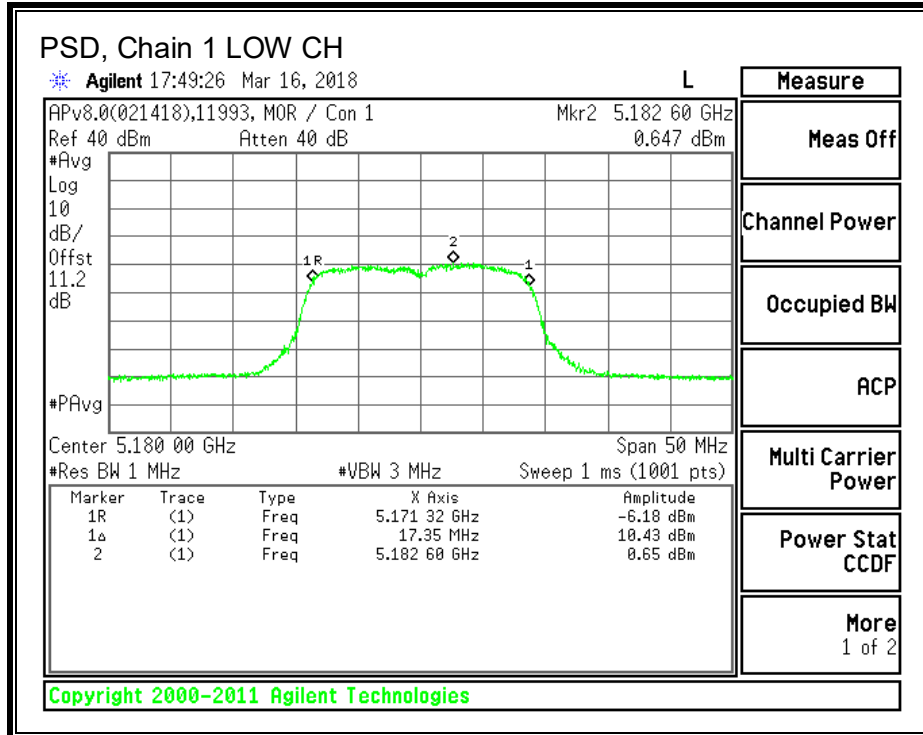 PSD, Chain 1 LOW CH
Agilent 17:49:26 Mar 16, 2018 L
APv8.0(021418),11993, MOR / Con 1 Mkr2 5.182 60 GHz
Ref 40 dBm Atten 40 dB 0.647 dBm
#Avg
Log
10
dB/
Offst
11.2
dB
#PAvg
1R
2
1
Center 5.180 00 GHz Span 50 MHz
#Res BW 1 MHz #VBW 3 MHz Sweep 1 ms (1001 pts)
Marker Trace Type X Axis Amplitude
1R (1) Freq 5.171 32 GHz -6.18 dBm
1Δ (1) Freq 17.35 MHz 10.43 dBm
2 (1) Freq 5.182 60 GHz 0.65 dBm
Measure
Meas Off
Channel Power
Occupied BW
ACP
Multi Carrier
Power
Power Stat
CCDF
More
1 of 2
Copyright 2000-2011 Agilent Technologies